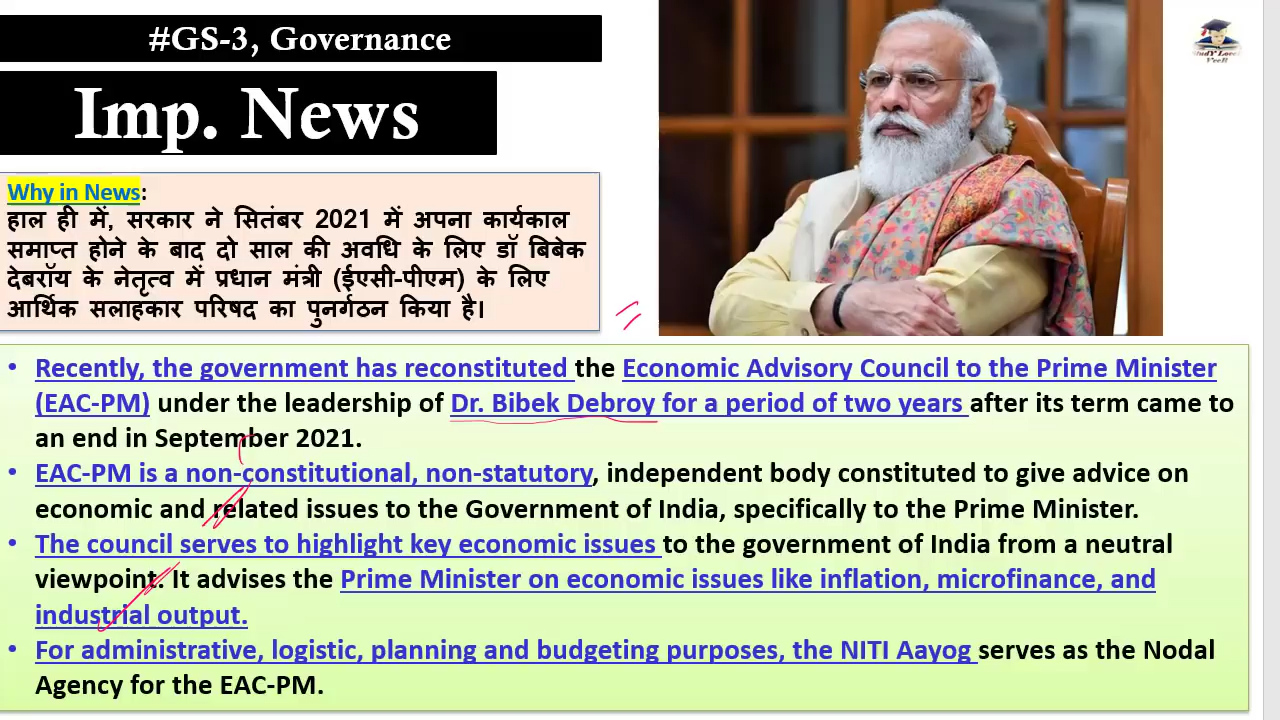 #GS-3, Governance
Imp. News
Why in News:
हाल ही में, सरकार ने सितंबर 2021 में अपना कार्यकाल
समाप्त होने के बाद दो साल की अवधि के लिए डॉ बिबेक
देबरॉय के नेतृत्व में प्रधान मंत्री (ईएसी-पीएम) के लिए
आर्थिक सलाहकार परिषद का पुनर्गठन किया है।
• Recently, the government has reconstituted the Economic Advisory Council to the Prime Minister
(EAC-PM) under the leadership of Dr. Bibek Debroy for a period of two years after its term came to
an end in September 2021.
• EAC-PM is a non-constitutional, non-statutory, independent body constituted to give advice on
economic and related issues to the Government of India, specifically to the Prime Minister.
• The council serves to highlight key economic issues to the government of India from a neutral
viewpoint. It advises the Prime Minister on economic issues like inflation, microfinance, and
industrial output.
• For administrative, logistic, planning and budgeting purposes, the NITI Aayog serves as the Nodal
Agency for the EAC-PM.